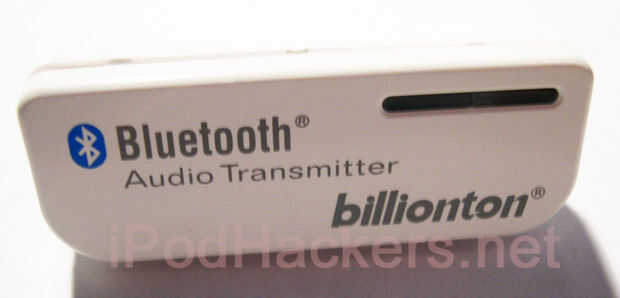 Bluetooth®
Audio Transmitter
billionton®
iPodHackers.net